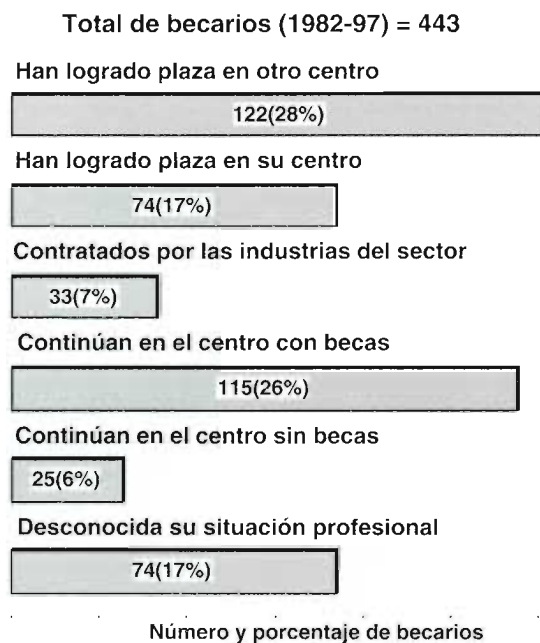 Total de becarios (1982-97) = 443
Han logrado plaza en otro centro
122(28%)
Han logrado plaza en su centro
74(17%)
Contratados por las industrias del sector
33(7%)
Continúan en el centro con becas
115(26%)
Continúan en el centro sin becas
25(6%)
Desconocida su situación profesional
74(17%)
Número y porcentaje de becarios